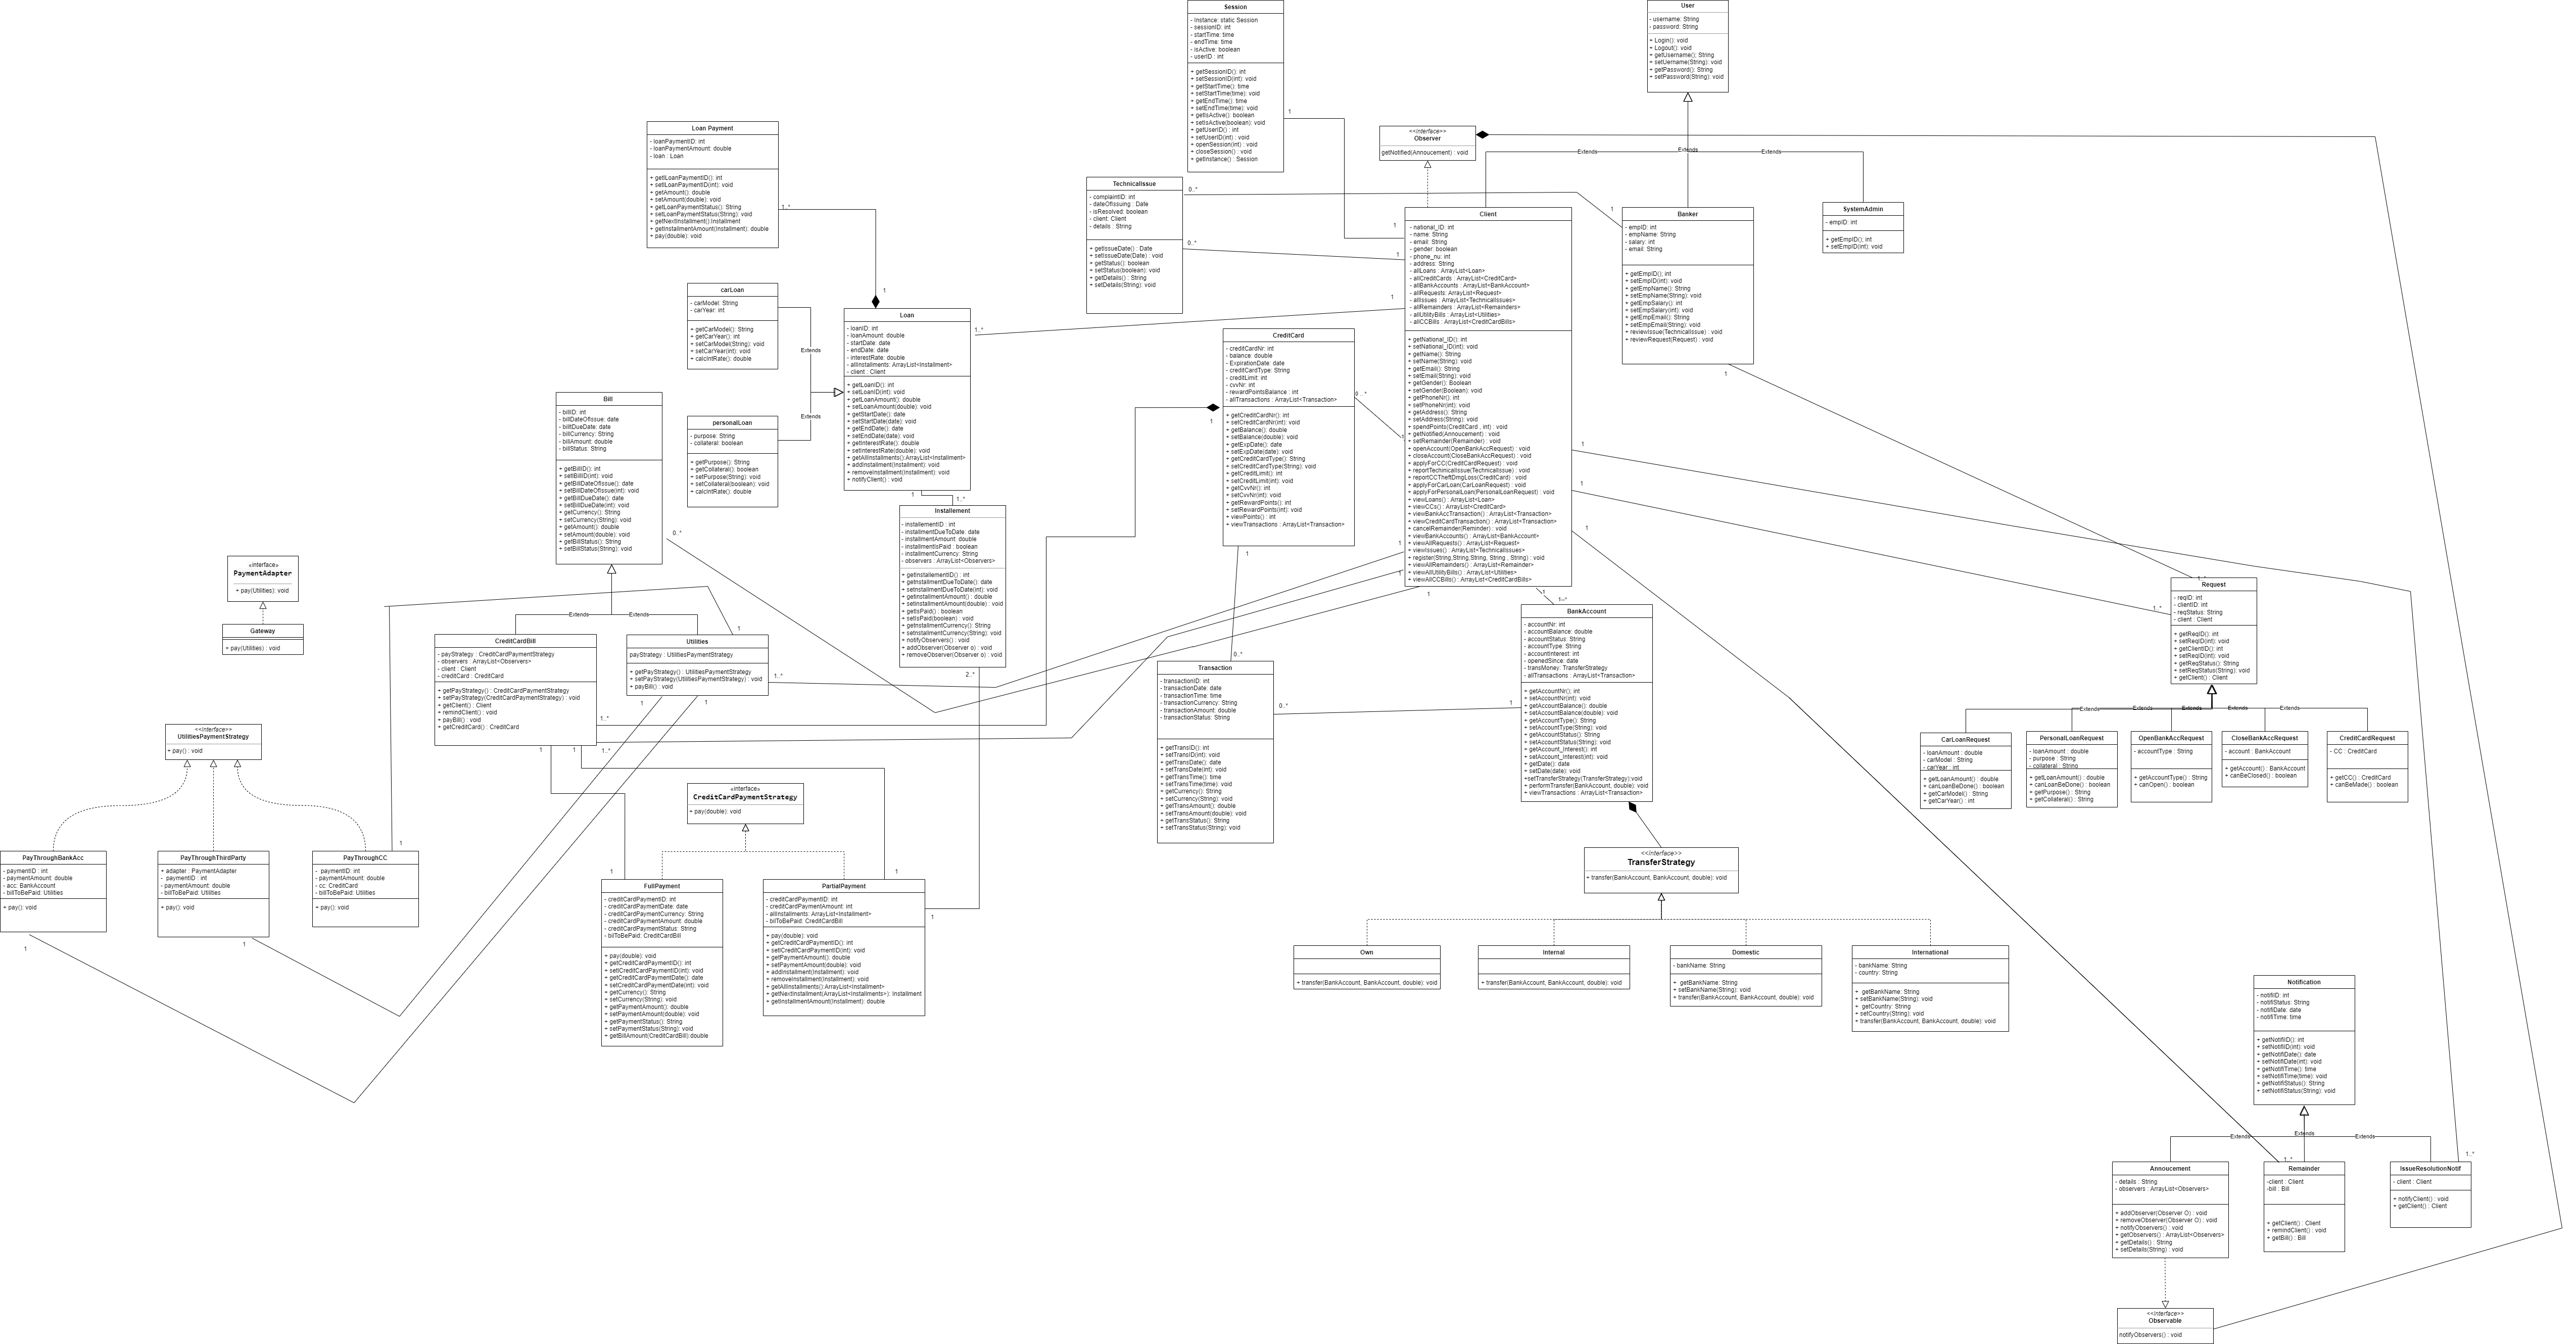 Session
- Instance: static Session
- sessionID: int
- startTime: time
- endTime: time
- isActive: boolean
- userID : int
+ getSessionID(): int
+ setSessionID(int): void
+ getStartTime(): time
+ setStartTime(time): void
+ getEndTime(): time
+ setEndTime(time): void
+ getIsActive(): boolean
+ setIsActive(boolean): void
+ getUserID() : int
+ setUserID(int) : void
+ openSession(int) : void
+ closeSession() : void
+ getInstance() : Session
1
1
User
- username: String
- password: String
+ Login(): void
+ Logout(): void
+ getUsername(); String
+ setUername(String): void
+ getPassword(): String
+ setPassword(String): void
Extends
Extends
Extends
<<interface>>
Observer
getNotified(Annoucement) : void
Loan Payment
- loanPaymentID: int
- loanPaymentAmount: double
- loan : Loan
+ getILoanPaymentID(): int
+ setILoanPaymentID(int): void
+ getAmount(): double
+ setAmount(double): void
+ getLoanPaymentStatus(): String
+ setLoanPaymentStatus(String): void
+ getNextInstallment():Installment
+ getInstallmentAmount(Installment): double
+ pay(double): void
1..*
1
TechnicalIssue
- complaintID: int
- dateOfIssuing : Date
- isResolved: boolean
- client: Client
- details : String
+ getIssueDate() : Date
+ setIssueDate(Date) : void
+ getStatus(): boolean
+ setStatus(boolean): void
+ getDetails() : String
+ setDetails(String): void
0..*
1
0..*
1
Client
- national_ID: int
- name: String
- email: String
- gender: boolean
- phone_nu: int
- address: String
- allLoans : ArrayList<Loan>
- allCreditCards : ArrayList<CreditCard>
- allBankAccounts : ArrayList<BankAccount>
- allRequests: ArrayList<Request>
- allIssues : ArrayList<TechnicalIssues>
- allRemainders : ArrayList<Remainders>
- allUtilityBills : ArrayList<Utilities>
- allCCBills : ArrayList<CreditCardBills>
+ getNational_ID(): int
+ setNational_ID(int): void
+ getName(): String
+ setName(String): void
+ getEmail(): String
+ setEmail(String): void
+ getGender(): Boolean
+ setGender(Boolean): void
+ getPhoneNr(): int
+ setPhoneNr(int): void
+ getAddress(): String
+ setAddress(String): void
+ spendPoints(CreditCard , int) : void
+ getNotified(Annoucement) : void
+ setRemainder(Remainder) : void
+ openAccount(OpenBankAccRequest) : void
+ closeAccount(CloseBankAccRequest) : void
+ applyForCC(CreditCardRequest) : void
+ reportTechinicalIssue(TechnicalIssue) : void
+ reportCCTheftDmgLoss(CreditCard) : void
+ applyForCarLoan(CarLoanRequest) : void
+ applyForPersonalLoan(PersonalLoanRequest) : void
+ viewLoans() : ArrayList<Loan>
+ viewCCs() : ArrayList<CreditCard>
+ viewBankAccTransaction() : ArrayList<Transaction>
+ viewCreditCardTransaction() : ArrayList<Transaction>
+ cancelRemainder(Reminder) : void
+ viewBankAccounts() : ArrayList<BankAccount>
+ viewAllRequests() : ArrayList<Request>
+ viewIssues() : ArrayList<TechnicalIssues>
+ register(String,String,String, String , String) : void
+ viewAllRemainders() : ArrayList<Remainder>
+ viewAllUtilityBills() : ArrayList<Utilities>
+ viewAllCCBills() : ArrayList<CreditCardBills>
Banker
- empID: int
- empName: String
- salary: int
- email: String
+ getEmpID(); int
+ setEmpID(int): void
+ getEmpName(): String
+ setEmpName(String): void
+ getEmpSalary(): int
+ setEmpSalary(int): void
+ getEmpEmail(): String
+ setEmpEmail(String): void
+ reviewIssue(TechnicalIssue) : void
+ reviewRequest(Request) : void
1
SystemAdmin
- empID: int
+ getEmpID(); int
+ setEmpID(int): void
carLoan
- carModel: String
- carYear: int
+ getCarModel(): String
+ getCarYear(): int
+ setCarModel(String): void
+ setCarYear(int): void
+ calcIntRate(): double
Extends
Extends
personalLoan
- purpose: String
- collateral: boolean
+ getPurpose(): String
+ getCollateral(): boolean
+ setPurpose(String): void
+ setCollateral(boolean): void
+ calcIntRate(): double
Loan
- loanID: int
- loanAmount: double
- startDate: date
- endDate: date
- interestRate: double
- allInstallments: ArrayList<Installment>
- client : Client
+ getLoanID(): int
+ setLoanID(int): void
+ getLoanAmount(): double
+ setLoanAmount(double): void
+ getStartDate(): date
+ setStartDate(date): void
+ getEndDate(): date
+ setEndDate(date): void
+ getInterestRate(): double
+ setInterestRate(double): void
+ getAllInstallments():ArrayList<Installment>
+ addInstallment(Installment): void
+ removeInstallment(Installment): void
+ notifyClient() : void
1..*
1
1
1..*
CreditCard
- creditCardNr: int
- balance: double
- ExpirationDate: date
- creditCardType: String
- creditLimit: int
- cvvNr: int
- rewardPointsBalance : int
- allTransactions : ArrayList<Transaction>
+ getCreditCardNr(): int
+ setCreditCardNr(int): void
+ getBalance(): double
+ setBalance(double): void
+ getExpDate(): date
+ setExpDate(date): void
+ getCreditCardType(): String
+ setCreditCardType(String): void
+ getCreditLimit(): int
+ setCreditLimit(int): void
+ getCvvNr(): int
+ setCvvNr(int): void
+ getRewardPoints(): int
+ setRewardPoints(int): void
+ viewPoints() : int
+ viewTransactions : ArrayList<Transaction>
0..*
1
1
1
0..*
Bill
- billID: int
- billDateOfIssue: date
- billtDueDate: date
- billCurrency: String
- billAmount: double
- billStatus: String
+ getBillID(): int
+ setBillID(int): void
+ getBillDateOfIssue(): date
+ setBillDateOfIssue(int): void
+ getBillDueDate(): date
+ setBillDueDate(int): void
+ getCurrency(): String
+ setCurrency(String): void
+ getAmount(): double
+ setAmount(double): void
+ getBillStatus(): String
+ setBillStatus(String): void
0..*
Extends
Extends
Installement
- installementID : int
- installmentDueToDate: date
- installmentAmount: double
- installmentIsPaid : boolean
- installmentCurrency: String
- observers : ArrayList<Observers>
+ getInstallementID() : int
+ getInstallmentDueToDate(): date
+ setInstallmentDueToDate(int): void
+ getinstallmentAmount() : double
+ setinstallmentAmount(double) : void
+ getIsPaid() : boolean
+ setIsPaid(boolean) : void
+ getInstallmentCurrency(): String
+ setInstallmentCurrency(String): void
+ notifyObservers() : void
+ addObserver(Observer o) : void
+ removeObserver(Observer o) : void
2..*
«interface»
PaymentAdapter
+ pay(Utilities): void
Gateway
+ pay(Utilities) : void
CreditCardBill
- payStrategy : CreditCardPaymentStrategy
- observers : ArrayList<Observers>
- client : Client
- creditCard : CreditCard
+ getPayStrategy() : CreditCardPaymentStrategy
+ setPayStrategy(CreditCardPaymentStrategy) : void
+ getClient() : Client
+ remindClient() : void
+ payBill() : void
+ getCreditCard() : CreditCard
1..*
1..*
1
1
Utilities
payStrategy : UtilitiesPaymentStrategy
+ getPayStrategy() : UtilitiesPaymentStrategy
+ setPayStrategy(UtilitiesPaymentStrategy) : void
+ payBill() : void
1
1..*
1
1
1
1
1
1
1
1
1
1
1..*
BankAccount
- accountNr: int
- accountBalance: double
- accountStatus: String
- accountType: String
- accountInterest: int
- openedSince: date
- transMoney: TransferStrategy
- allTransactions : ArrayList<Transaction>
+ getAccountNr(); int
+ setAccountNr(int): void
+ getAccountBalance(): double
+ setAccountBalance(double): void
+ getAccountType(): String
+ setAccountType(String): void
+ getAccountStatus(): String
+ setAccountStatus(String): void
+ getAccount_Interest(): int
+ setAccount_Interest(int): void
+ getDate(): date
+ setDate(date): void
+setTransferStrategy(TransferStrategy):void
+ performTransfer(BankAccount, double): void
+ viewTransactions : ArrayList<Transaction>
Transaction
- transactionID: int
- transactionDate: date
- transactionTime: time
- transactionCurrency: String
- transactionAmount: double
- transactionStatus: String
+ getTransID(): int
+ setTransID(int): void
+ getTransDate(): date
+ setTransDate(int): void
+ getTransTime(): time
+ setTransTime(time): void
+ getCurrency(): String
+ setCurrency(String): void
+ getTransAmount(): double
+ setTransAmount(double): void
+ getTransStatus(): String
+ setTransStatus(String): void
0..*
1
Request
- reqID: int
- clientID: int
- reqStatus: String
- client : Client
+ getReqID(): int
+ setReqID(int): void
+ getClientID(): int
+ setReqID(int): void
+ getReqStatus(): String
+ setReqStatus(String): void
+ getClient() : Client
1..*
1..*
Extends
Extends
Extends
Extends
Extends
CarLoanRequest
- loanAmount : double
- carModel : String
- carYear : int
+ getLoanAmount() : double
+ canLoanBeDone() : boolean
+ getCarModel() : String
+ getCarYear() : int
PersonalLoanRequest
- loanAmount : double
- purpose : String
- collateral : String
+ getLoanAmount() : double
+ canLoanBeDone() : boolean
+ getPurpose() : String
+ getCollateral() : String
OpenBankAccRequest
- accountType : String
+ getAccountType() : String
+ canOpen() : boolean
CloseBankAccRequest
- account : BankAccount
+ getAccount() : BankAccount
+ canBeClosed() : boolean
CreditCardRequest
- CC : CreditCard
+ getCC() : CreditCard
+ canBeMade() : boolean
<<interface>>
UtilitiesPaymentStrategy
+ pay() : void
PayThroughBankAcc
- paymentID : int
- paymentAmount: double
- acc: BankAccount
- billToBePaid: Utilities
+ pay(): void
1
PayThroughThirdParty
+ adapter : PaymentAdapter
- paymentID : int
- paymentAmount: double
- billToBePaid: Utilities
+ pay(): void
1
PayThroughCC
- paymentID: int
- paymentAmount: double
- cc: CreditCard
- billToBePaid: Utilities
+ pay(): void
1
«interface»
CreditCardPaymentStrategy
+ pay(double): void
FullPayment
- creditCardPaymentID: int
- creditCardPaymentDate: date
- creditCardPaymentCurrency: String
- creditCardPaymentAmount: double
- creditCardPaymentStatus: String
- bilToBePaid: CreditCardBill
+ pay(double): void
+ getCreditCardPaymentID(): int
+ setCreditCardPaymentID(int): void
+ getCreditCardPaymentDate(): date
+ setCreditCardPaymentDate(int): void
+ getCurrency(): String
+ setCurrency(String): void
+ getPaymentAmount(): double
+ setPaymentAmount(double): void
+ getPaymentStatus(): String
+ setPaymentStatus(String): void
+ getBillAmount(CreditCardBill):double
1
PartialPayment
- creditCardPaymentID: int
- creditCardPaymentAmount: int
- allInstallments: ArrayList<Installment>
- bilToBePaid: CreditCardBill
+ pay(double): void
+ getCreditCardPaymentID(): int
+ setICreditCardPaymentID(int): void
+ getPaymentAmount(): double
+ setPaymentAmount(double): void
+ addInstallment(Installment): void
+ removeInstallment(Installment): void
+ getAllInstallments():ArrayList<Installment>
+ getNextInstallment(ArrayList<Installments>): Installment
+ getInstallmentAmount(Installment): double
1
1
<<interface>>
TransferStrategy
+ transfer(BankAccount, BankAccount, double): void
Own
+ transfer(BankAccount, BankAccount, double): void
Internal
+ transfer(BankAccount, BankAccount, double): void
Domestic
- bankName: String
+ getBankName: String
+ setBankName(String): void
+ transfer(BankAccount, BankAccount, double): void
International
- bankName: String
- country: String
+ getBankName: String
+ setBankName(String): void
+ getCountry: String
+ setCountry(String): void
+ transfer(BankAccount, BankAccount, double): void
Notification
- notifiID: int
- notifiStatus: String
- notifiDate: date
- notifiTime: time
+ getNotifiID(): int
+ setNotifiID(int): void
+ getNotifiDate(): date
+ setNotifiDate(int): void
+ getNotifiTime(): time
+ setNotifiTime(time): void
+ getNotifiStatus(): String
+ setNotifiStatus(String): void
Extends
Extends
Extends
Annoucement
- details : String
- observers : ArrayList<Observers>
+ addObserver(Observer O) : void
+ removeObserver(Observer O) : void
+ notifyObservers() : void
+ getObservers() : ArrayList<Observers>
+ getDetails() : String
+ setDetails(String) : void
1..*
Remainder
-client : Client
-bill : Bill
+ getClient() : Client
+ remindClient() : void
+ getBill() : Bill
1..*
IssueResolutionNotif
- client : Client
+ notifyClient() : void
+ getClient : Client
<<interface>>
Observable
notifyObservers() : void